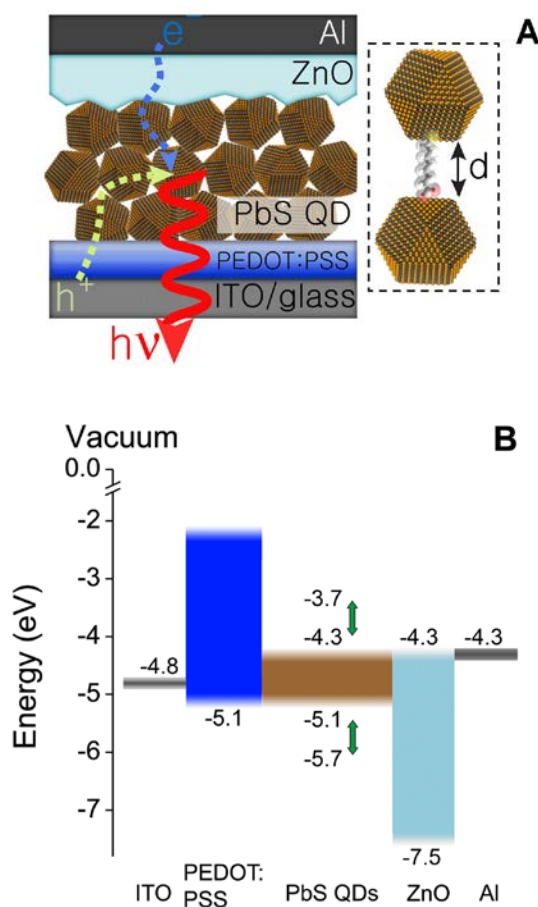 A
e⁻
Al
ZnO
PbS QD
PEDOT:PSS
h⁺
ITO/glass
hν
d
B
Vacuum
0.0
-2
-3
-4
-5
-6
-7
Energy (eV)
-3.7
-4.3
-4.3
-4.3
-4.8
-5.1
-5.1
-5.7
-7.5
ITO
PEDOT:
PSS
PbS QDs
ZnO
Al